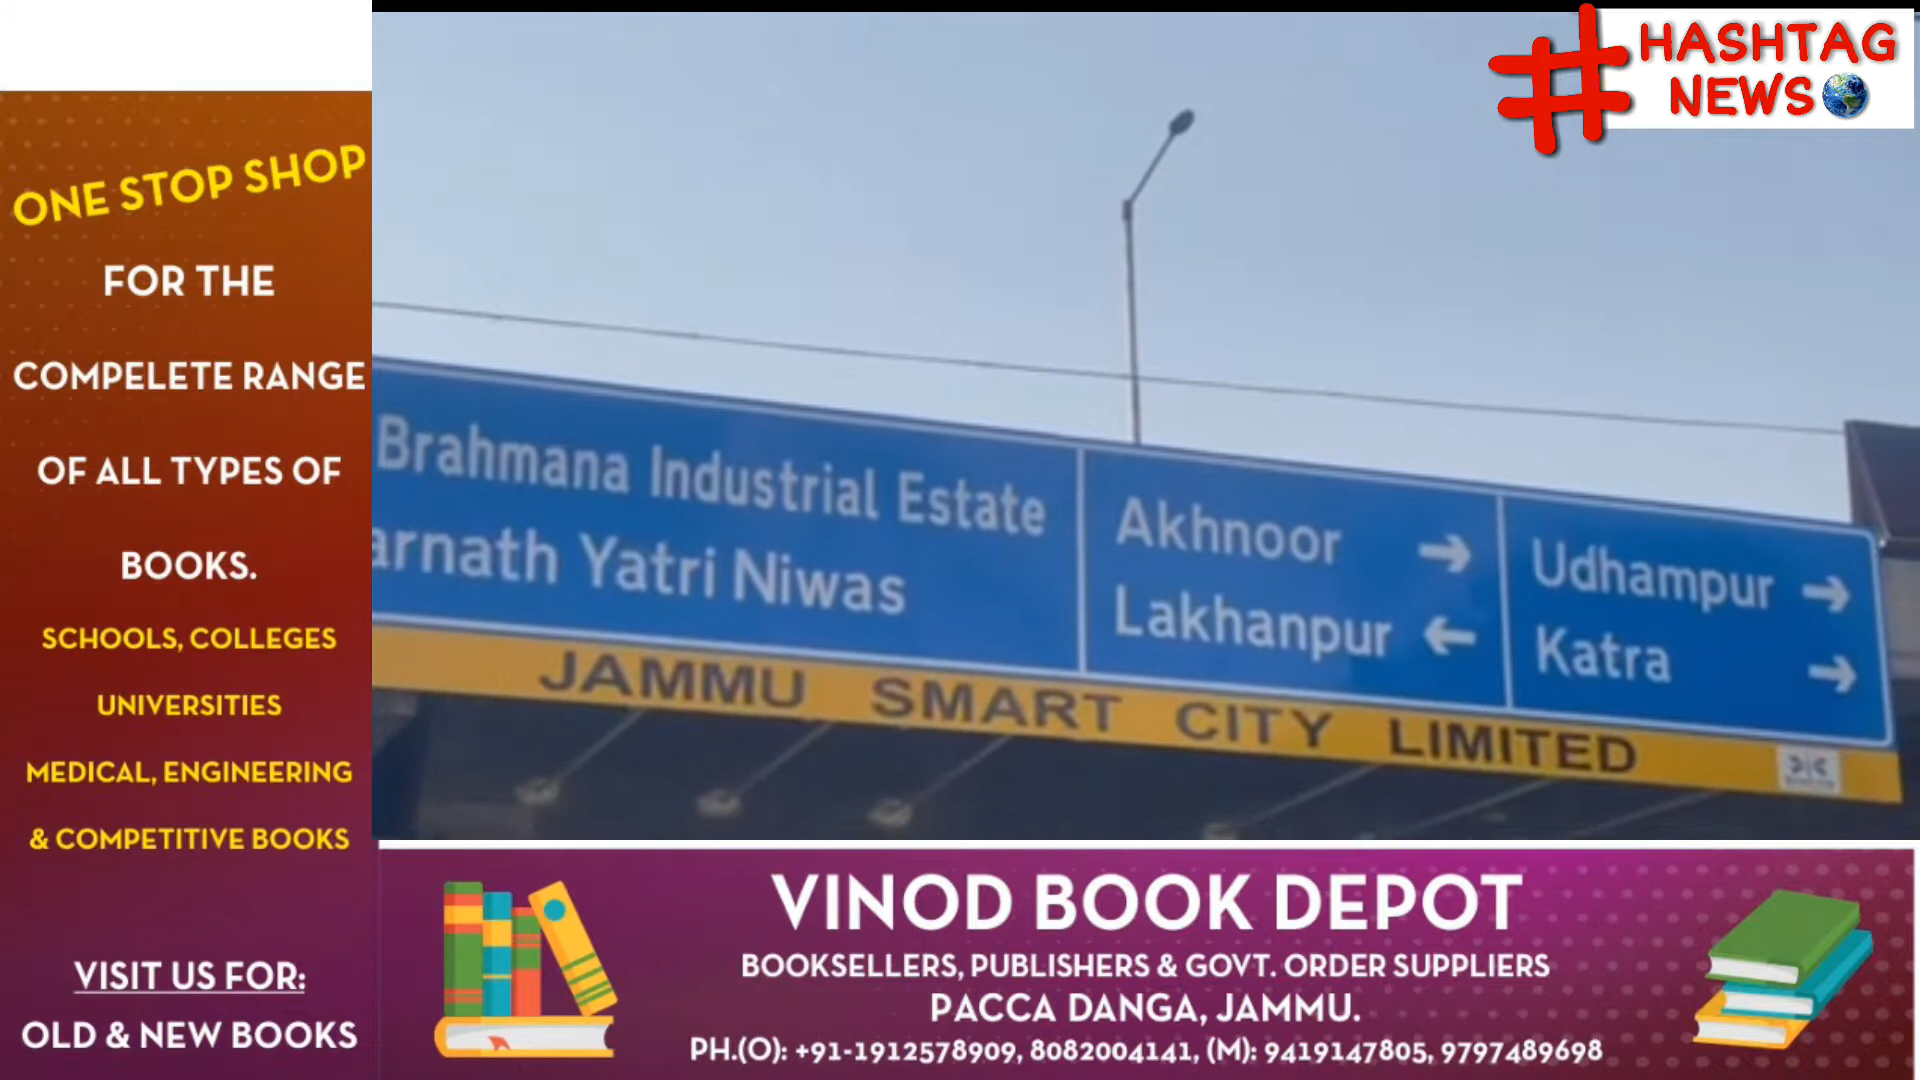 HASHTAG
NEWS
ONE STOP SHOP
FOR THE
COMPELETE RANGE
OF ALL TYPES OF
BOOKS.
SCHOOLS, COLLEGES
UNIVERSITIES
MEDICAL, ENGINEERING
& COMPETITIVE BOOKS
VISIT US FOR:
OLD & NEW BOOKS
Brahmana Industrial Estate
arnath Yatri Niwas
Akhnoor →
Lakhanpur ←
Udhampur →
Katra →
JAMMU SMART CITY LIMITED
VINOD BOOK DEPOT
BOOKSELLERS, PUBLISHERS & GOVT. ORDER SUPPLIERS
PACCA DANGA, JAMMU.
PH.(O): +91-1912578909, 8082004141, (M): 9419147805, 9797489698